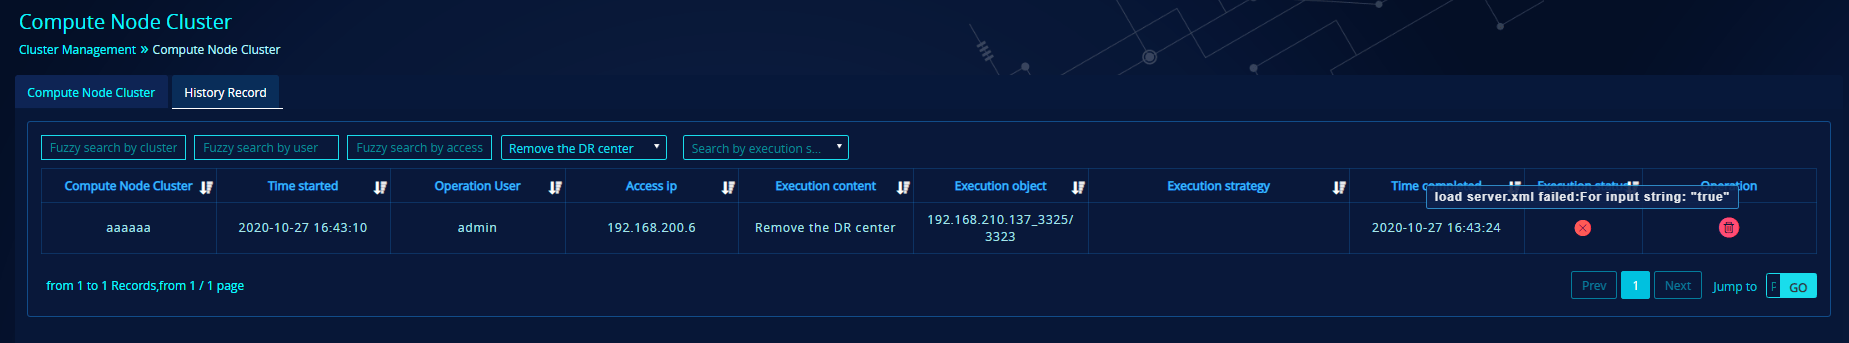 Compute Node Cluster
Cluster Management » Compute Node Cluster
Compute Node Cluster History Record
Fuzzy search by cluster Fuzzy search by user Fuzzy search by access Remove the DR center Search by execution s...
Compute Node Cluster Time started Operation User Access ip Execution content Execution object Execution strategy Time completed Execution status Operation
load server.xml failed:For input string: "true"
aaaaaa 2020-10-27 16:43:10 admin 192.168.200.6 Remove the DR center 192.168.210.137_3325/ 2020-10-27 16:43:24
3323
from 1 to 1 Records,from 1 / 1 page Prev 1 Next Jump to GO